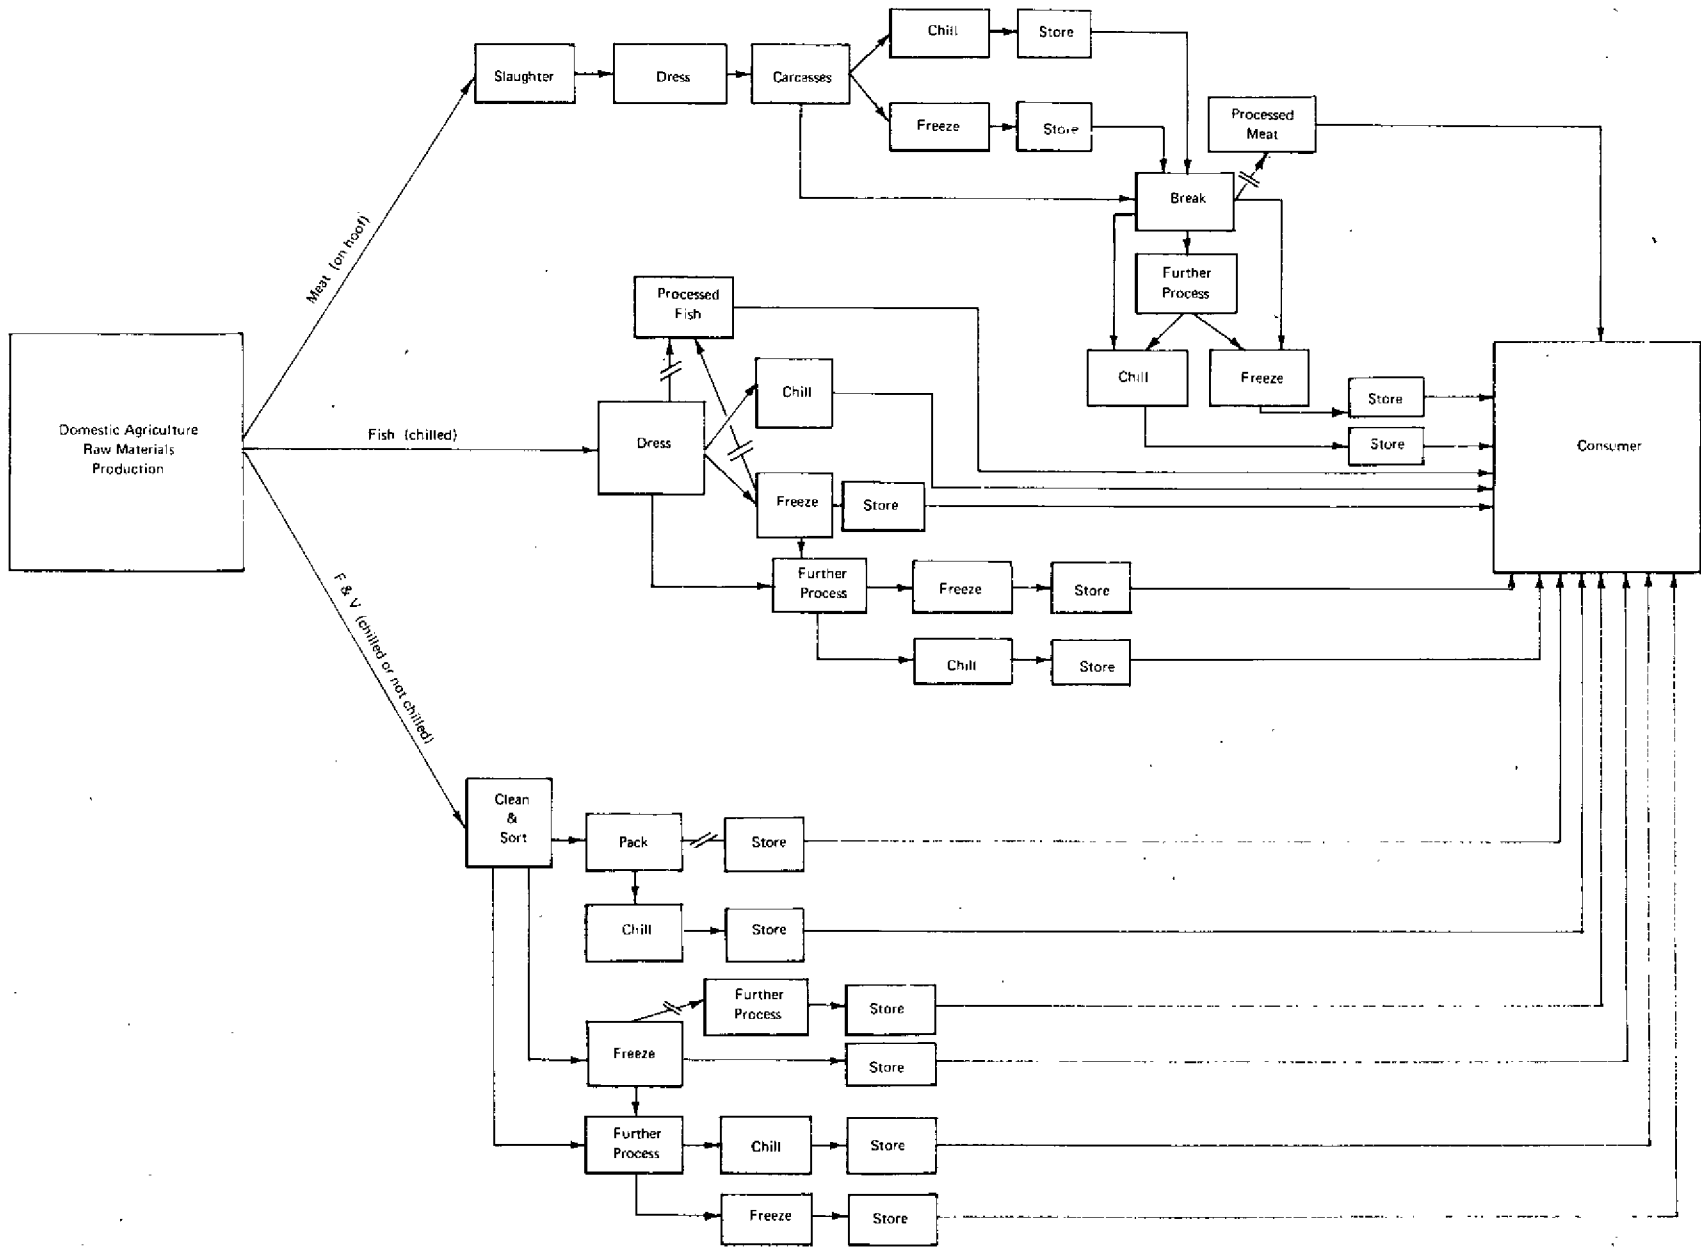 Chill
Store
Slaughter
Dress
Carcasses
Freeze
Store
Processed
Meat
Break
Meat (on hoof)
Further
Process
Processed
Fish
Chill
Freeze
Store
Store
Consumer
Domestic Agriculture
Raw Materials
Production
Fish (chilled)
Dress
Chill
Freeze
Store
Further
Process
Freeze
Store
Chill
Store
F & V (chilled or not chilled)
Clean
&
Sort
Pack
Store
Chill
Store
Further
Process
Store
Freeze
Store
Further
Process
Chill
Store
Freeze
Store